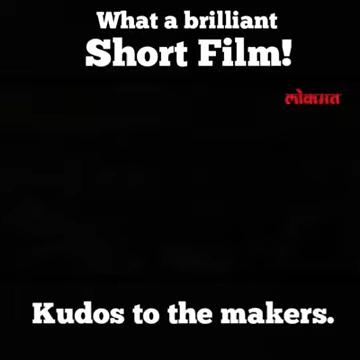 What a brilliant
Short Film!
लोकमत
Kudos to the makers.